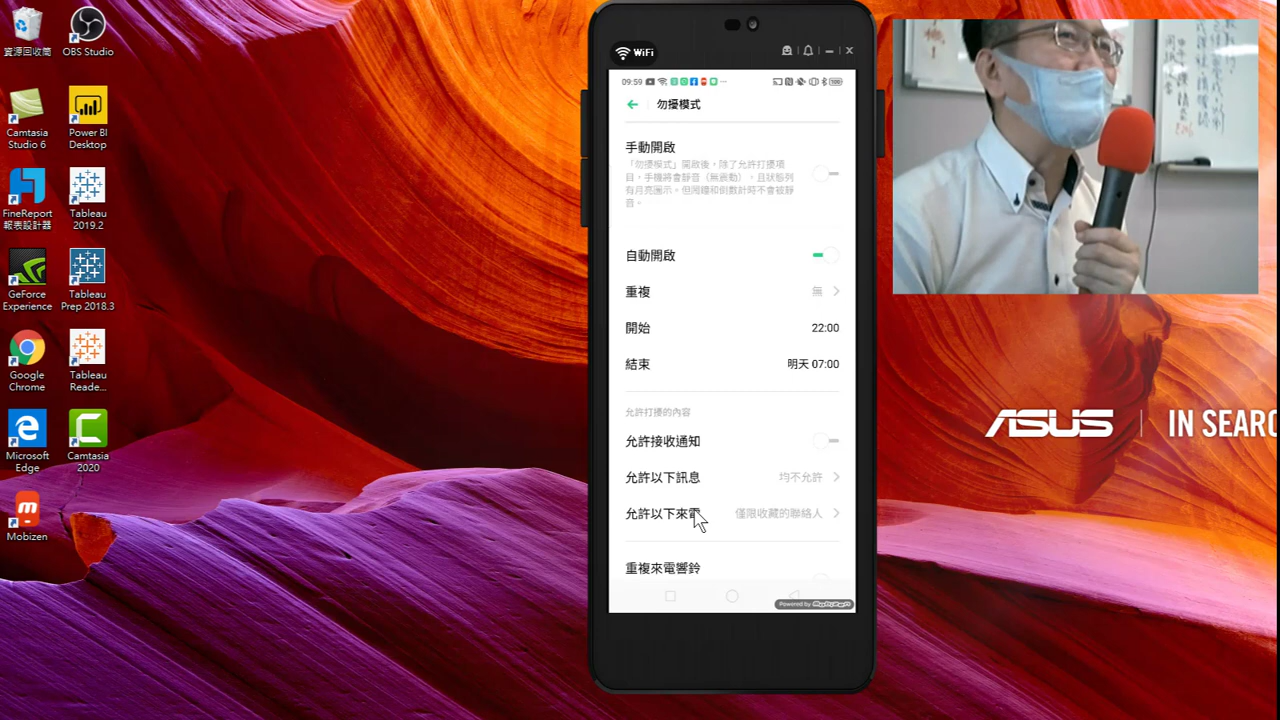 資源回收筒
OBS Studio
Camtasia
Studio 6
Power BI
Desktop
FineReport
報表設計器
Tableau
2019.2
GeForce
Experience
Tableau
Prep 2018.3
Google
Chrome
Tableau
Reade...
Microsoft
Edge
Camtasia
2020
Mobizen
WiFi
09:59
100
勿擾模式
手動開啟
「勿擾模式」開啟後，除了允許打擾項
目，手機將會靜音（無震動），且狀態列
有月亮圖示。但鬧鐘和倒數計時不會被靜
音。
自動開啟
重複 無
開始 22:00
結束 明天 07:00
允許打擾的內容
允許接收通知
允許以下訊息 均不允許
允許以下來電 僅限收藏的聯絡人
重複來電響鈴
Powered by Mobizen
ASUS
IN SEARC